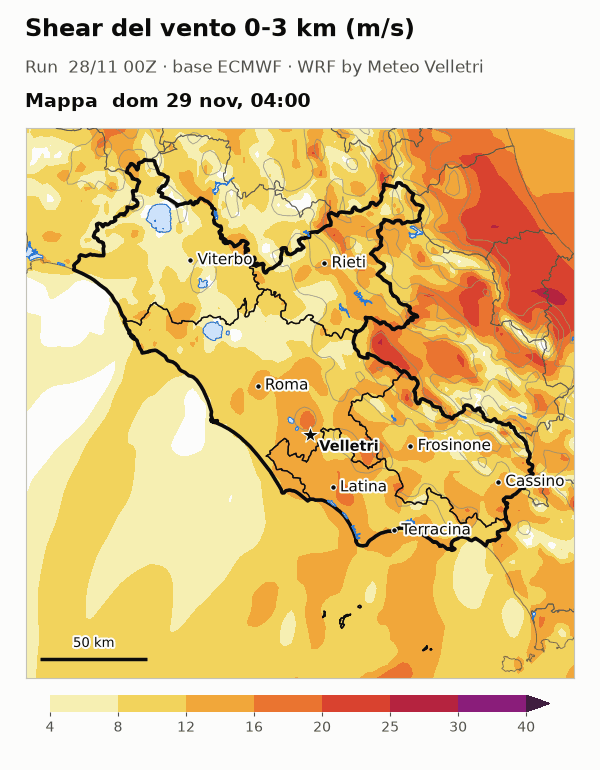 Shear del vento 0-3 km (m/s)
Run  28/11 00Z · base ECMWF · WRF by Meteo Velletri
Mappa  dom 29 nov, 04:00
Viterbo
Rieti
Roma
Velletri
Frosinone
Latina
Cassino
Terracina
50 km
4 8 12 16 20 25 30 40